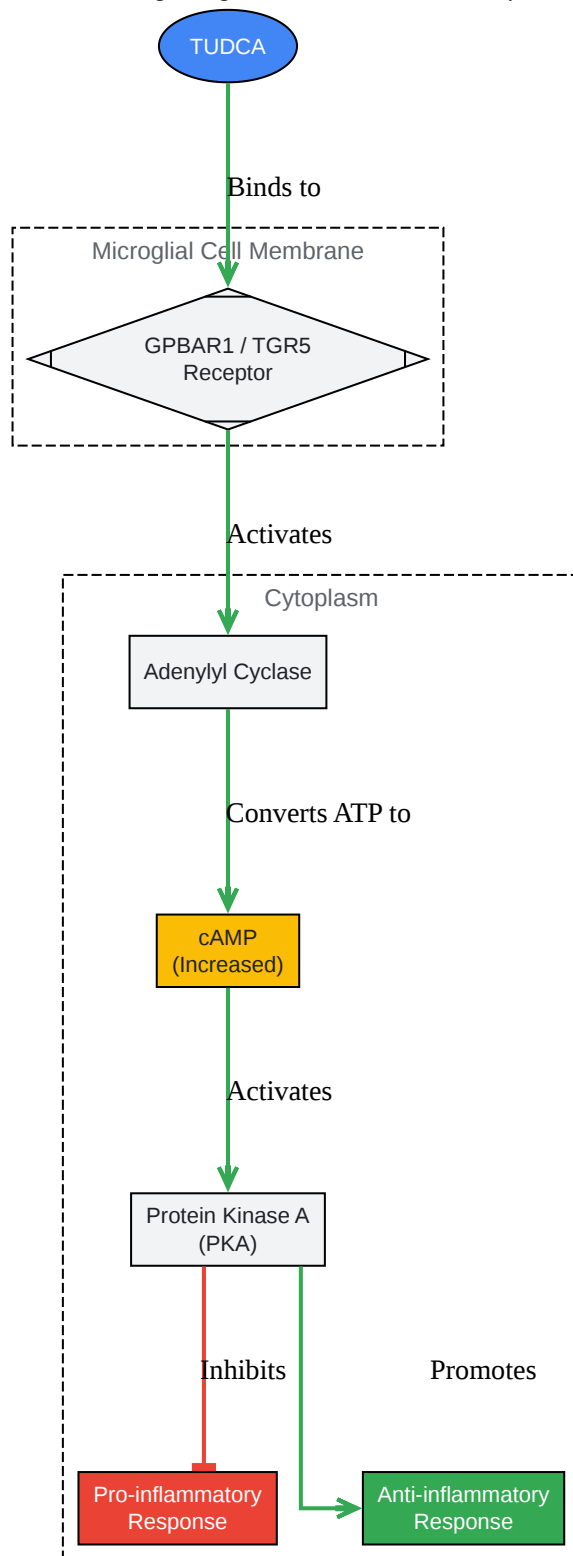 TUDCA
Binds to
Microglial Cell Membrane
GPBAR1 / TGR5
Receptor
Activates
Cytoplasm
Adenylyl Cyclase
Converts ATP to
cAMP
(Increased)
Activates
Protein Kinase A
(PKA)
Inhibits
Promotes
Pro-inflammatory
Response
Anti-inflammatory
Response